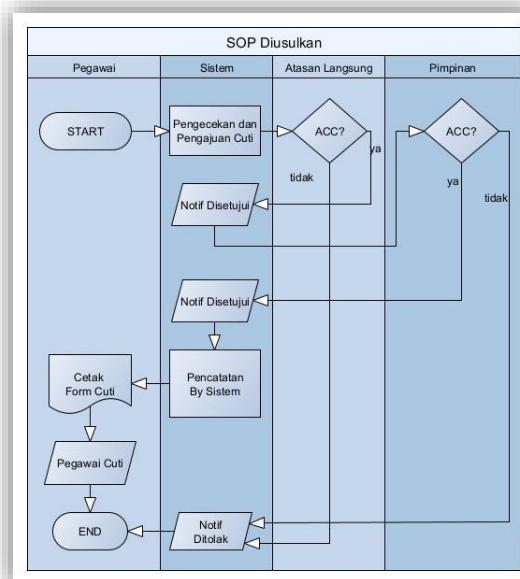 SOP Diusulkan
Pegawai
Sistem
Atasan Langsung
Pimpinan
START
Pengecekan dan
Pengajuan Cuti
ACC?
ya
tidak
ACC?
ya
tidak
Notif Disetujui
Notif Disetujui
Cetak
Form Cuti
Pencatatan
By Sistem
Pegawai Cuti
END
Notif
Ditolak